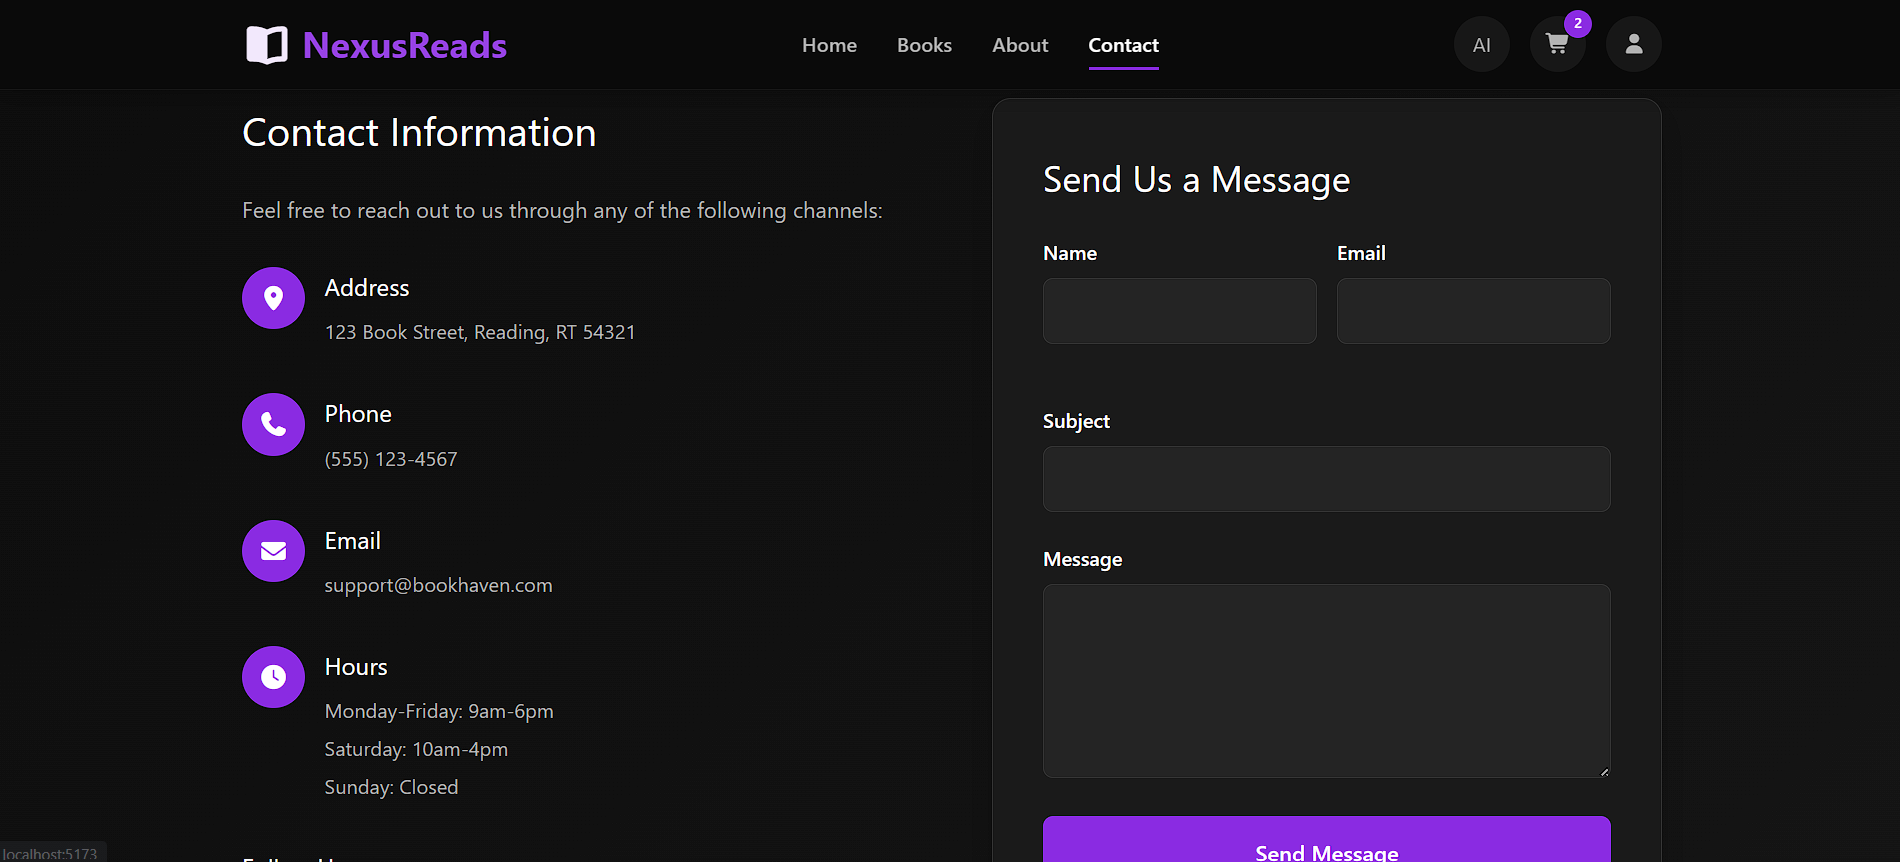 NexusReads
Home
Books
About
Contact
AI
2
Contact Information
Feel free to reach out to us through any of the following channels:
Address
123 Book Street, Reading, RT 54321
Phone
(555) 123-4567
Email
support@bookhaven.com
Hours
Monday-Friday: 9am-6pm
Saturday: 10am-4pm
Sunday: Closed
Send Us a Message
Name
Email
Subject
Message
Send Message
localhost:5173